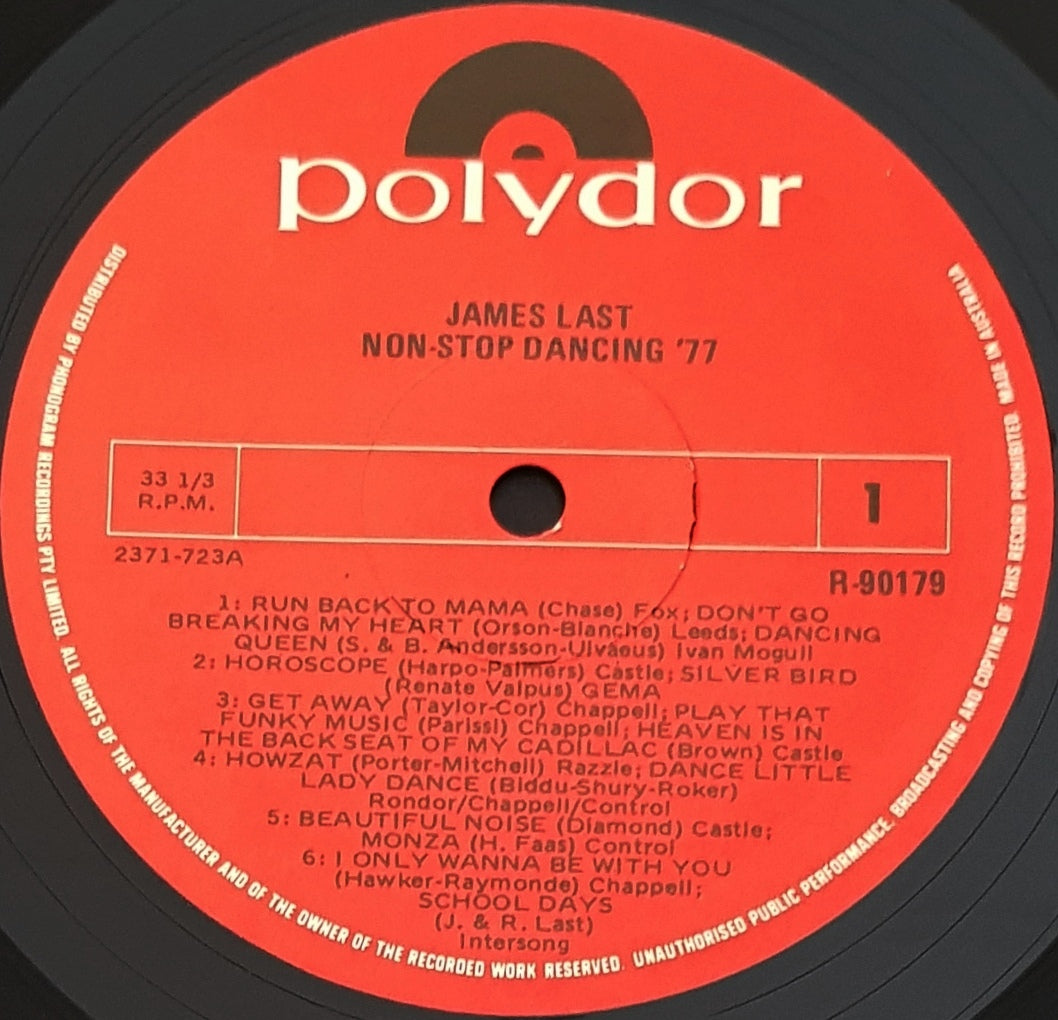 polydor
JAMES LAST
NON-STOP DANCING '77
33 1/3
R.P.M.
1
2371-723A
R-90179
1: RUN BACK TO MAMA (Chase) Fox; DON'T GO
BREAKING MY HEART (Orson-Blanche) Leeds; DANCING
QUEEN (S. & B. Andersson-Ulväous) Ivan Mogull
2: HOROSCOPE (Harpo-Palmers) Castle; SILVER BIRD
(Renate Valpus) GEMA
3: GET AWAY (Taylor-Cor) Chappell; PLAY THAT
FUNKY MUSIC (Parissi) Chappell; HEAVEN IS IN
THE BACK SEAT OF MY CADILLAC (Brown) Castle
4: HOWZAT (Porter-Mitchell) Razzle; DANCE LITTLE
LADY DANCE (Biddu-Shury-Roker)
Rondor/Chappell/Control
5: BEAUTIFUL NOISE (Diamond) Castle;
MONZA (H. Faas) Control
6: I ONLY WANNA BE WITH YOU
(Hawker-Raymonde) Chappell;
SCHOOL DAYS
(J. & R. Last)
Intersong
DISTRIBUTED BY PHONOGRAM RECORDINGS PTY LIMITED. ALL RIGHTS OF THE MANUFACTURER AND OF THE OWNER OF THE RECORDED WORK RESERVED. UNAUTHORISED PUBLIC PERFORMANCE, BROADCASTING AND COPYING OF THIS RECORD PROHIBITED. MADE IN AUSTRALIA